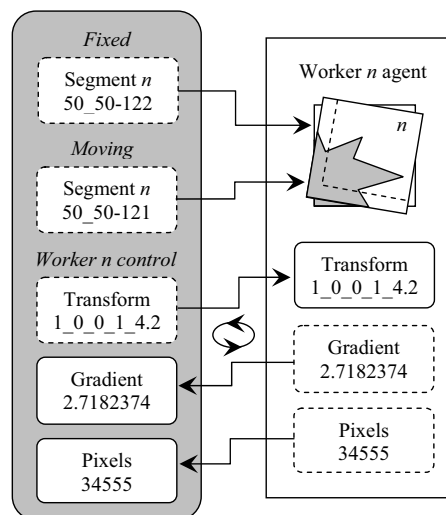 Fixed
Segment n
50_50-122
Moving
Segment n
50_50-121
Worker n control
Transform
1_0_0_1_4.2
Gradient
2.7182374
Pixels
34555
Worker n agent
n
Transform
1_0_0_1_4.2
Gradient
2.7182374
Pixels
34555